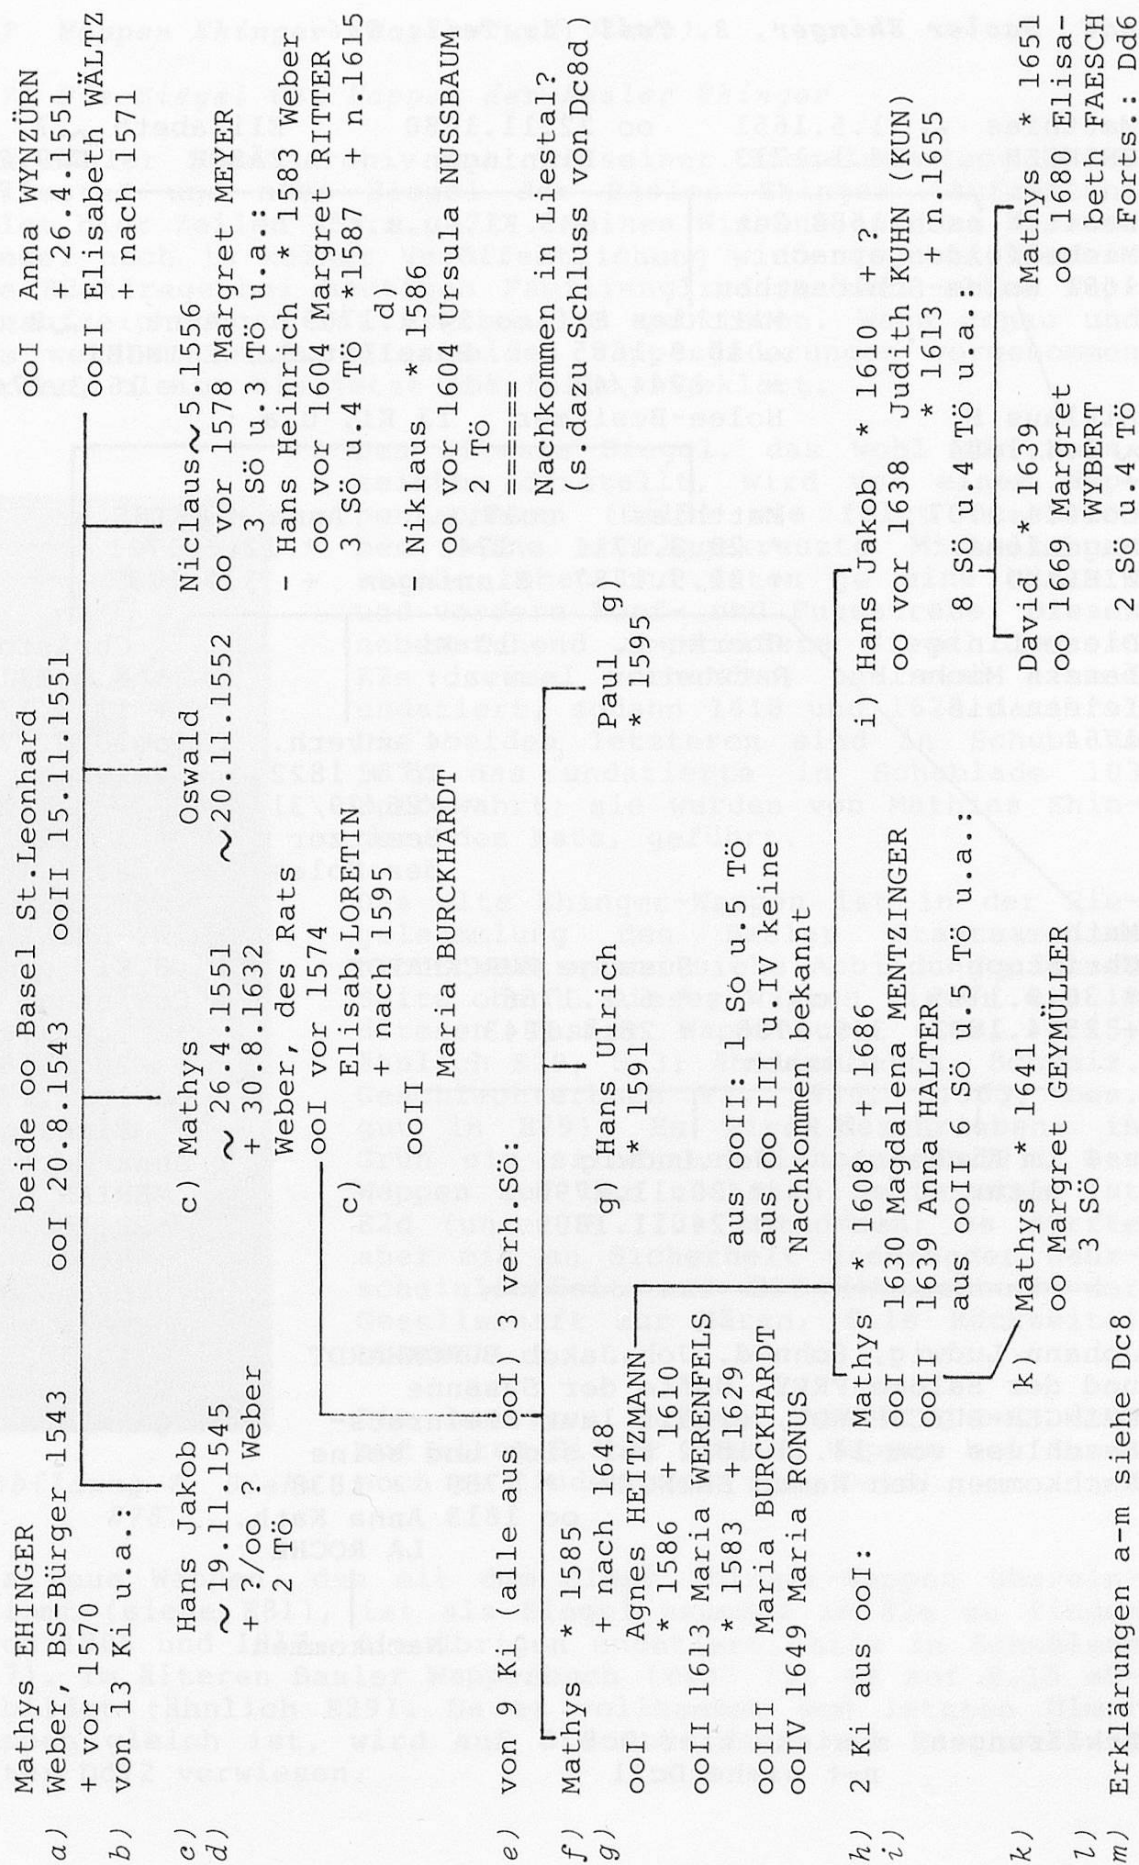 Mathys EHINGER beide oo Basel St.Leonhard ooI Anna WYNZÜRN
a) Weber, BS-Bürger 1543 ooI 20.8.1543 ooII 15.11.1551 + 26.4.1551
+ vor 1570 ooII Elisabeth WÄLTZ
b) von 13 Ki u.a.: + nach 1571
c) Hans Jakob c) Mathys Oswald Niclaus ~5.1556
d) ~19.11.1545 ~ 26.4.1551 ~20.11.1552 oo vor 1578 Margret MEYER
+ ?/oo ? Weber + 30.8.1632 3 Sö u.3 Tö u.a.:
2 Tö Weber, des Rats - Hans Heinrich * 1583 Weber
ooI vor 1574 oo vor 1604 Margret RITTER
c) Elisab.LORETIN 3 Sö u.4 Tö *1587 + n.1615
+ nach 1595 d)
ooII Maria BURCKHARDT - Niklaus *1586
oo vor 1604 Ursula NUSSBAUM
2 Tö
e) von 9 Ki (alle aus ooI) 3 verh.Sö: ======
Nachkommen in Liestal?
f) Mathys *1585 g) Hans Ulrich Paul g) (s.dazu Schluss von Dc8d)
g) + nach 1648 * 1591 *1595
ooI Agnes HEITZMANN
* 1586 + 1610
ooII 1613 Maria WERENFELS
* 1583 + 1629 aus ooI: 1 So u.5 Tö
ooIII Maria BURCKHARDT aus oo III u.IV keine
ooIV 1649 Maria RONUS Nachkommen bekannt
h) 2 Ki aus ooI: Mathys * 1608 + 1686 i) Hans Jakob * 1610 + ?
i) ooI 1630 Magdalena MENTZINGER oo vor 1638 Judith KUHN (KUN)
ooII 1639 Anna HALTER * 1613 + n.1655
aus ooII 6 Sö u.5 Tö u.a.: 8 Sö u.4 Tö u.a.:
k) k) Mathys *1641 David *1639 Mathys * 1651
oo Margret GEYMÜLLER oo 1669 Margret oo 1680 Elisa-
l) 3 Sö WYBERT beth FAESCH
m) Erklärungen a-m siehe Dc8 2 Sö u.4 Tö Forts.: Dd6